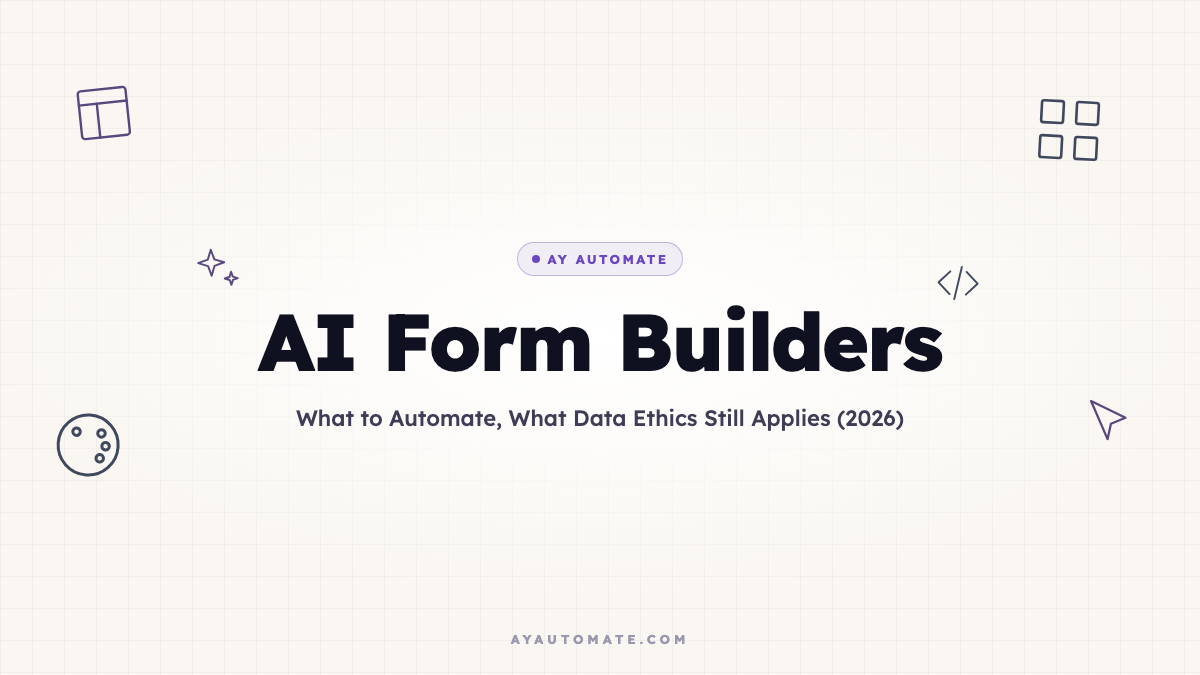 AY AUTOMATE
AI Form Builders
What to Automate, What Data Ethics Still Applies (2026)
AYAUTOMATE.COM